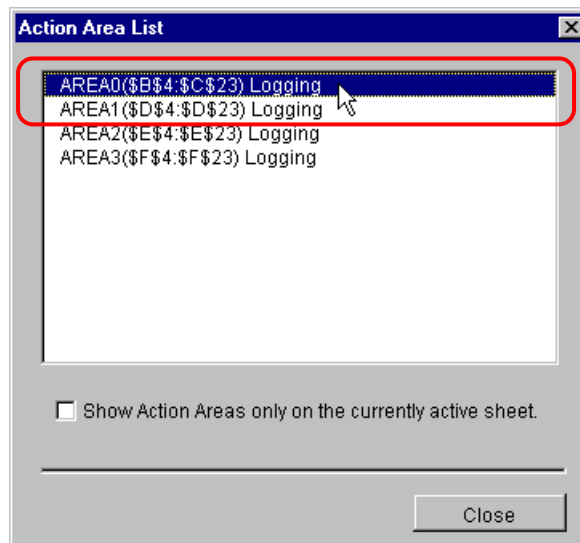 Action Area List
AREA0($B$4:$C$23) Logging
AREA1($D$4:$D$23) Logging
AREA2($E$4:$E$23) Logging
AREA3($F$4:$F$23) Logging
Show Action Areas only on the currently active sheet.
Close